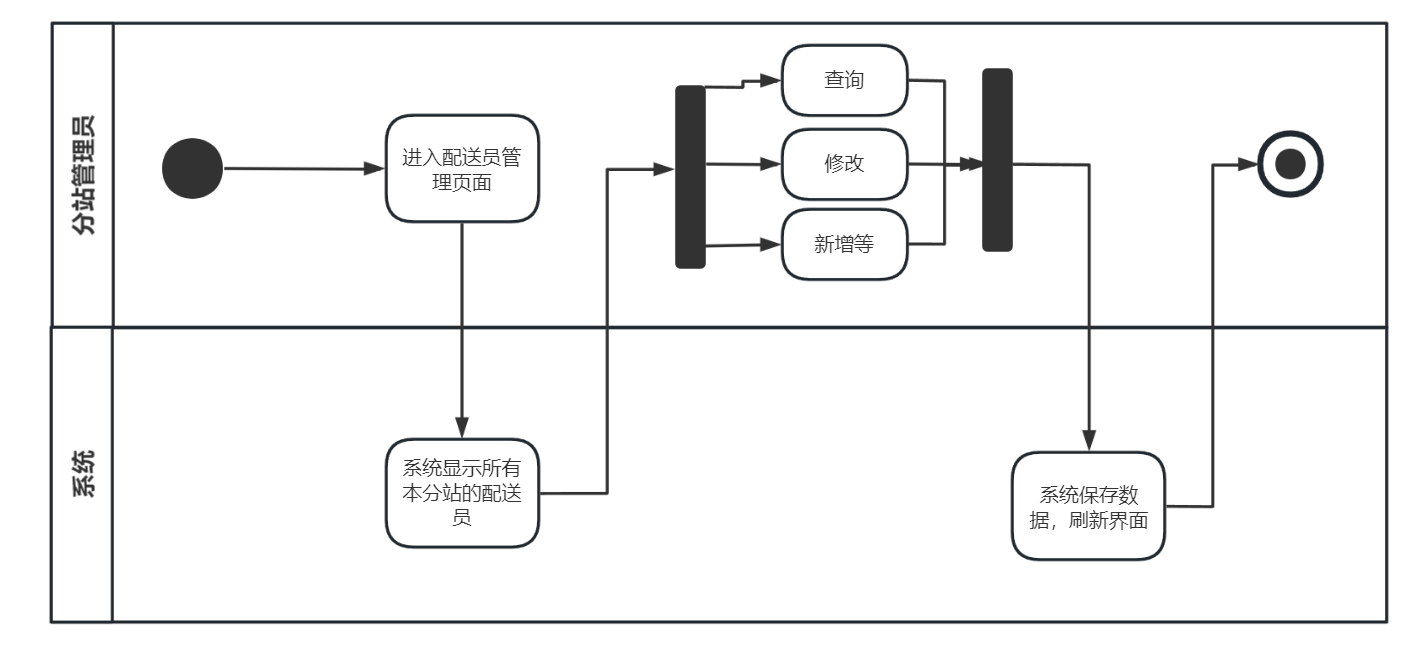 分站管理员
进入配送员管
理页面
查询
修改
新增等
系统
系统显示所有
本分站的配送
员
系统保存数
据，刷新界面